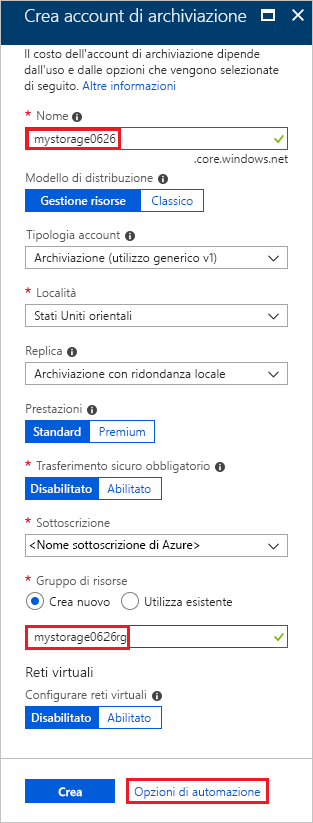 Crea account di archiviazione
Il costo dell'account di archiviazione dipende
dall'uso e dalle opzioni che vengono selezionate
di seguito. Altre informazioni
* Nome
mystorage0626
.core.windows.net
Modello di distribuzione
Gestione risorse Classico
Tipologia account
Archiviazione (utilizzo generico v1)
* Località
Stati Uniti orientali
Replica
Archiviazione con ridondanza locale
Prestazioni
Standard Premium
* Trasferimento sicuro obbligatorio
Disabilitato Abilitato
* Sottoscrizione
<Nome sottoscrizione di Azure>
* Gruppo di risorse
Crea nuovo Utilizza esistente
mystorage0626rg
Reti virtuali
Configurare reti virtuali
Disabilitato Abilitato
Crea Opzioni di automazione